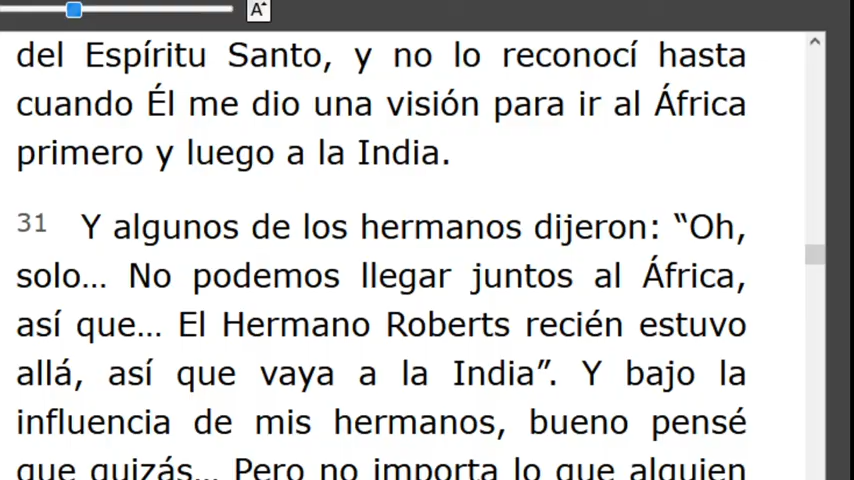 A
del Espíritu Santo, y no lo reconocí hasta
cuando Él me dio una visión para ir al África
primero y luego a la India.
31 Y algunos de los hermanos dijeron: “Oh,
solo… No podemos llegar juntos al África,
así que… El Hermano Roberts recién estuvo
allá, así que vaya a la India”. Y bajo la
influencia de mis hermanos, bueno pensé
que quizás… Pero no importa lo que alguien